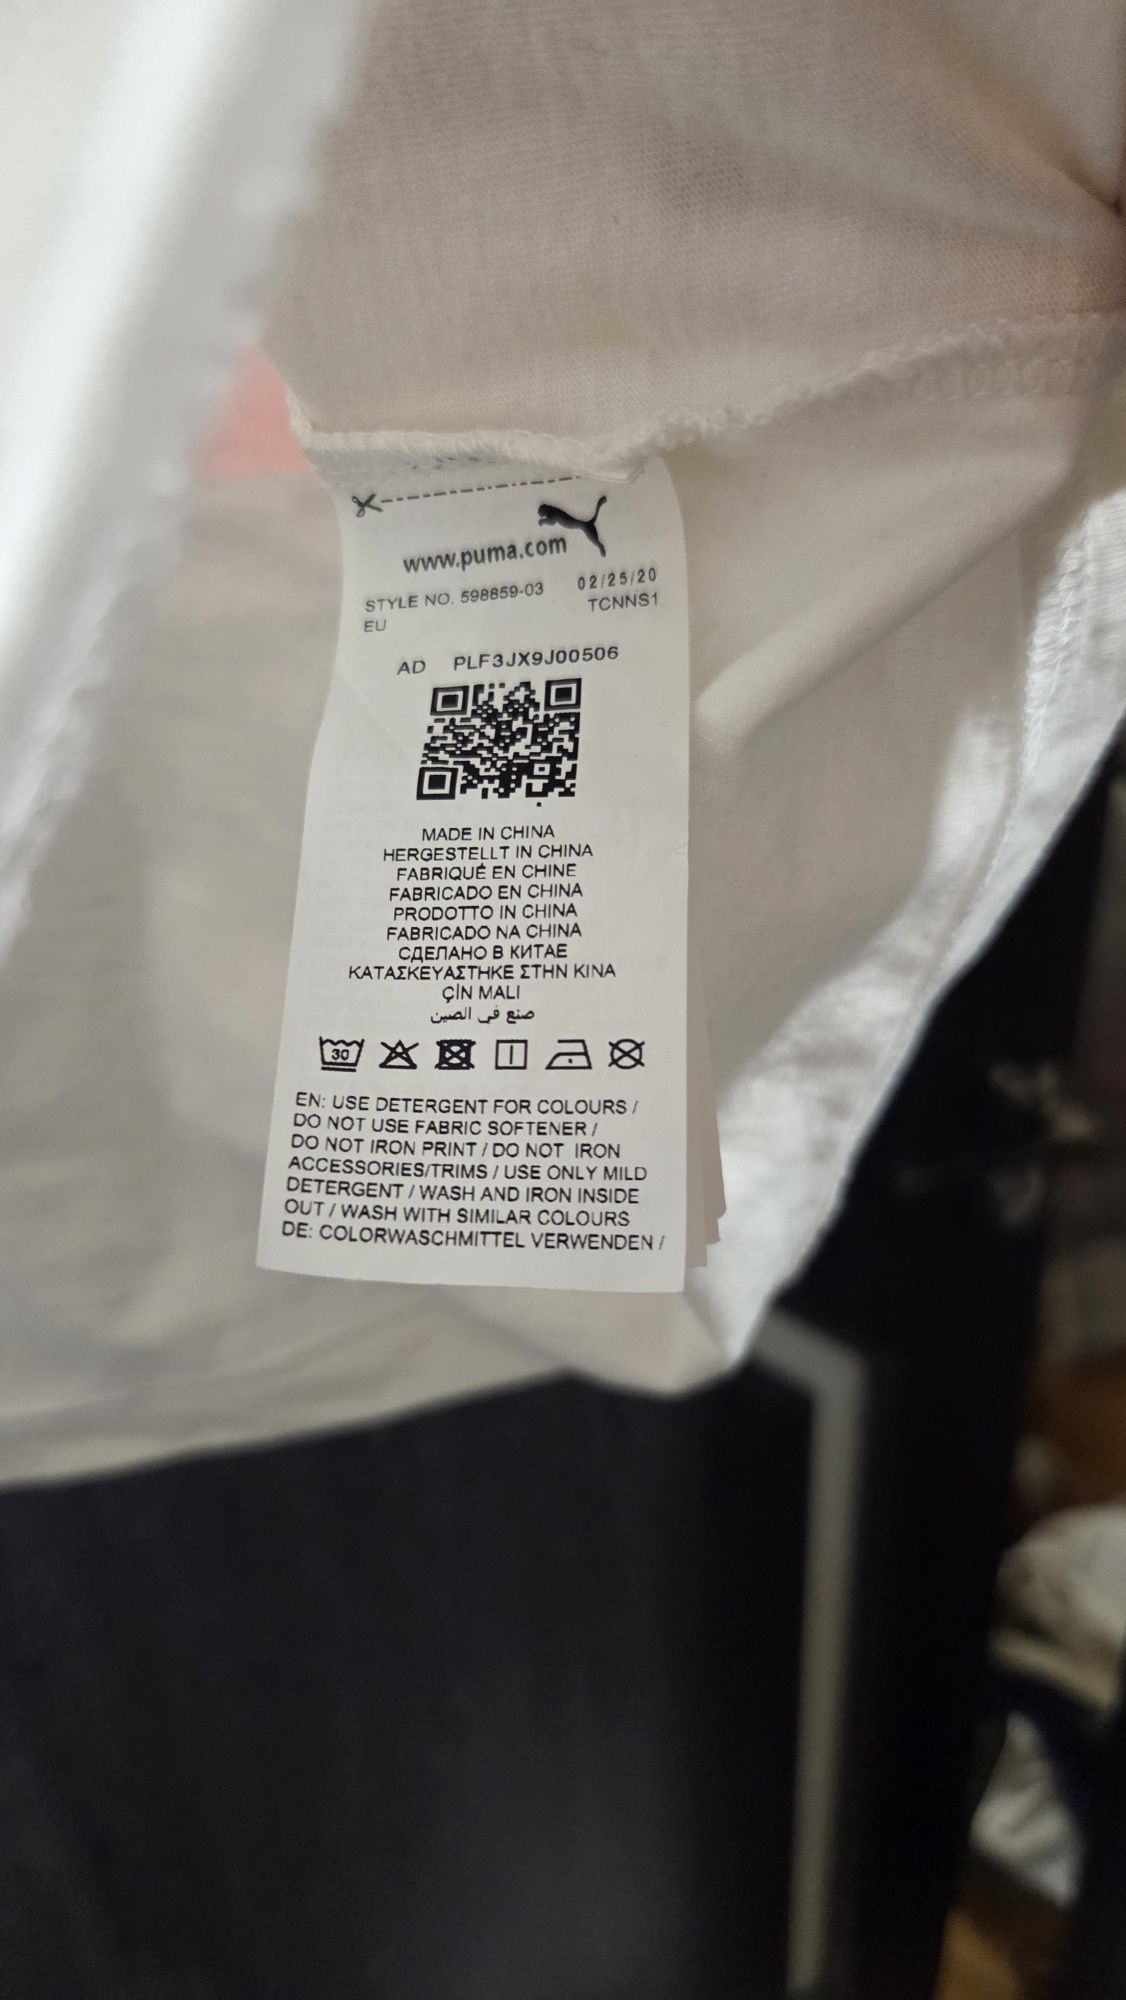 www.puma.com
STYLE NO. 598859-03 02/25/20
EU TCNNS1
AD PLF3JX9J00506
MADE IN CHINA
HERGESTELLT IN CHINA
FABRIQUÉ EN CHINE
FABRICADO EN CHINA
PRODOTTO IN CHINA
FABRICADO NA CHINA
СДЕЛАНО В КИТАЕ
ΚΑΤΑΣΚΕΥΑΣΤΗΚΕ ΣΤΗΝ ΚΙΝΑ
ÇİN MALI
صنع في الصين
30
EN: USE DETERGENT FOR COLOURS /
DO NOT USE FABRIC SOFTENER /
DO NOT IRON PRINT / DO NOT IRON
ACCESSORIES/TRIMS / USE ONLY MILD
DETERGENT / WASH AND IRON INSIDE
OUT / WASH WITH SIMILAR COLOURS
DE: COLORWASCHMITTEL VERWENDEN /